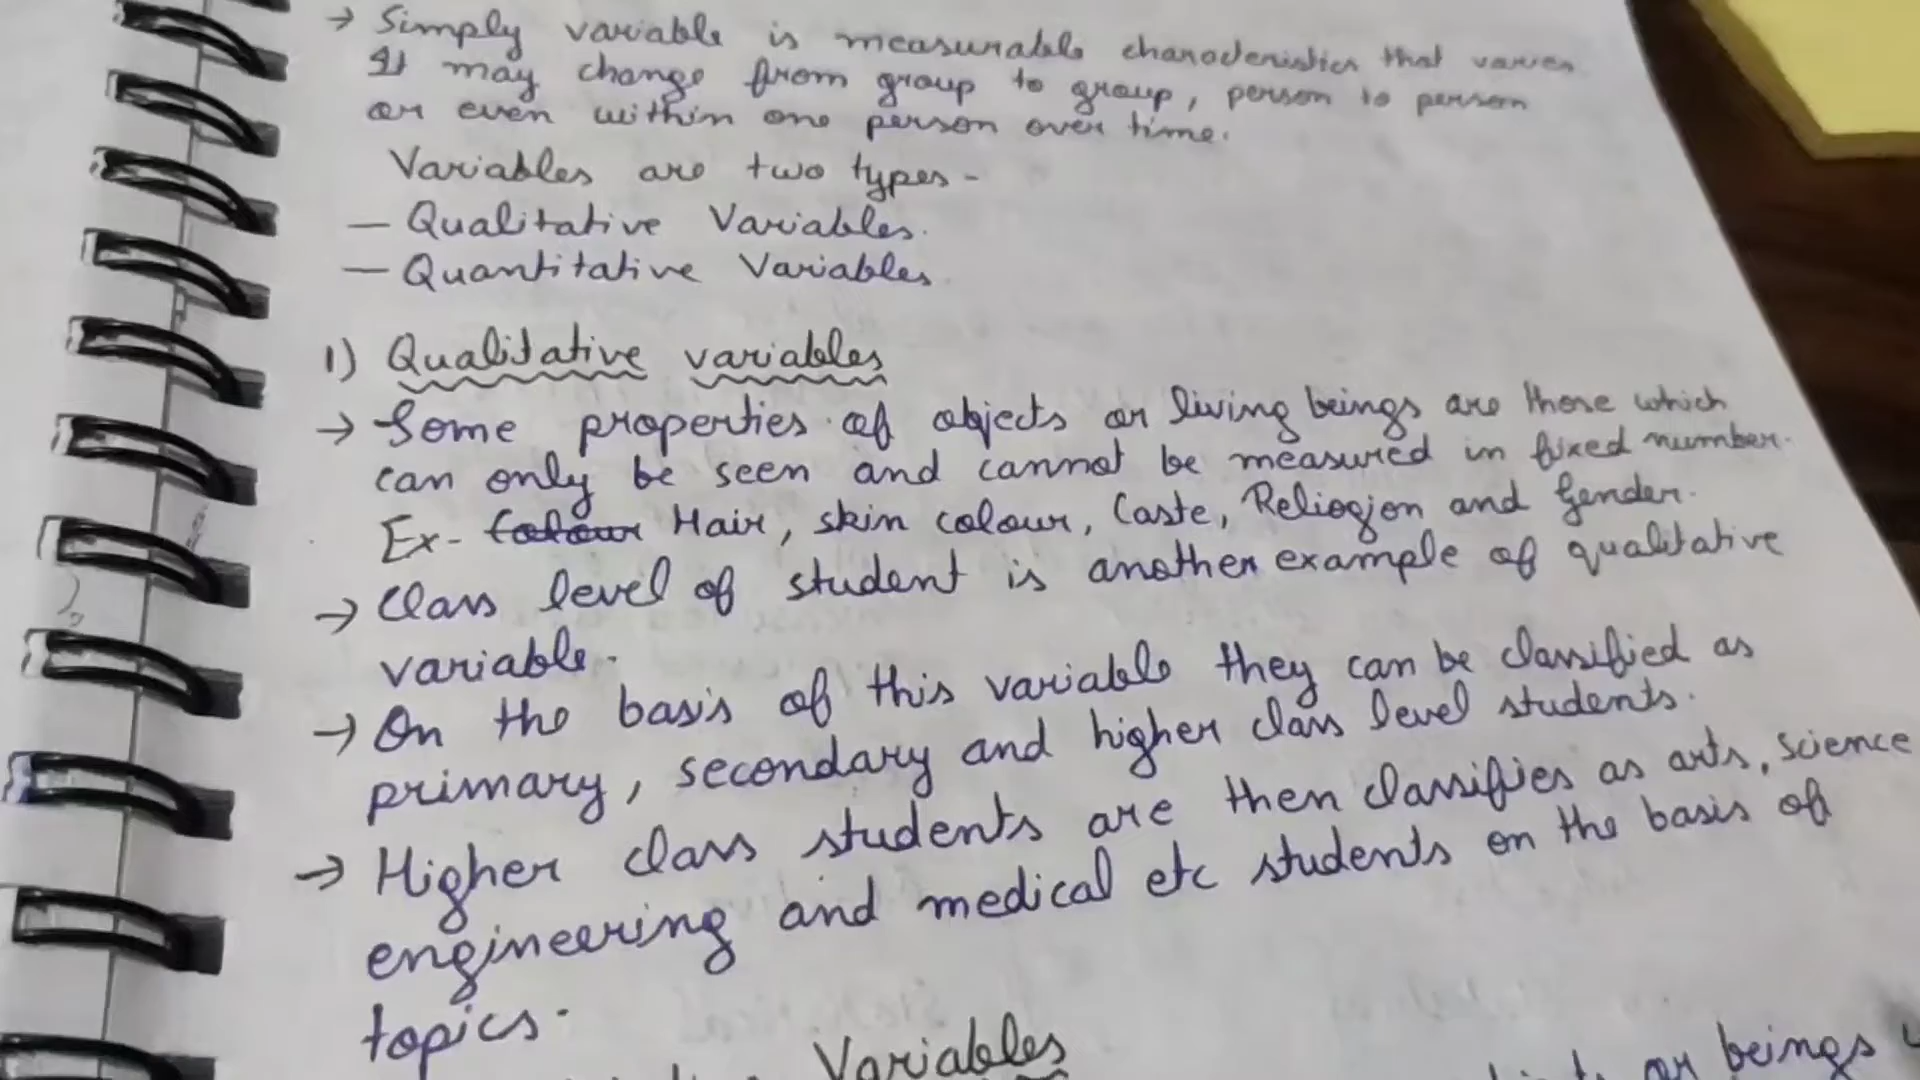 → Simply variable is measurable characteristics that varies
It may change from group to group, person to person
or even within one person over time.
Variables are two types-
— Qualitative Variables.
— Quantitative Variables
1) Qualitative variables
→ Some properties of objects or living beings are those which
can only be seen and cannot be measured in fixed number.
Ex- Hair, skin colour, Caste, Reliogion and Gender.
→ Class level of student is another example of qualitative
variable.
→ On the basis of this variable they can be classified as
primary, secondary and higher class level students.
→ Higher class students are then classifies as arts, science
engineering and medical etc students on the basis of
topics.
Variables
or beings